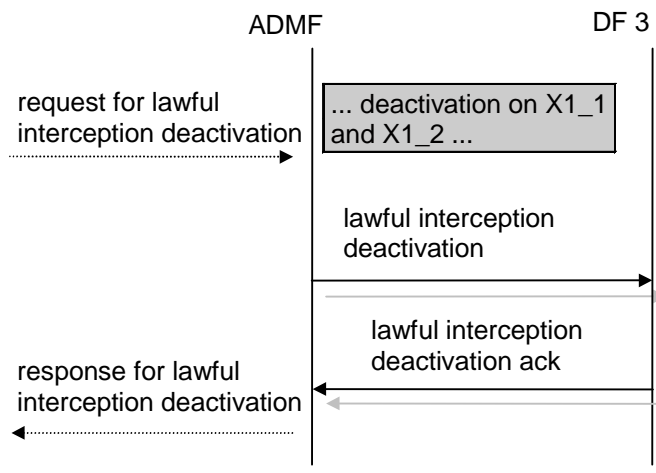 ADMF
DF 3
request for lawful
interception deactivation
... deactivation on X1_1
and X1_2 ...
lawful interception
deactivation
lawful interception
deactivation ack
response for lawful
interception deactivation